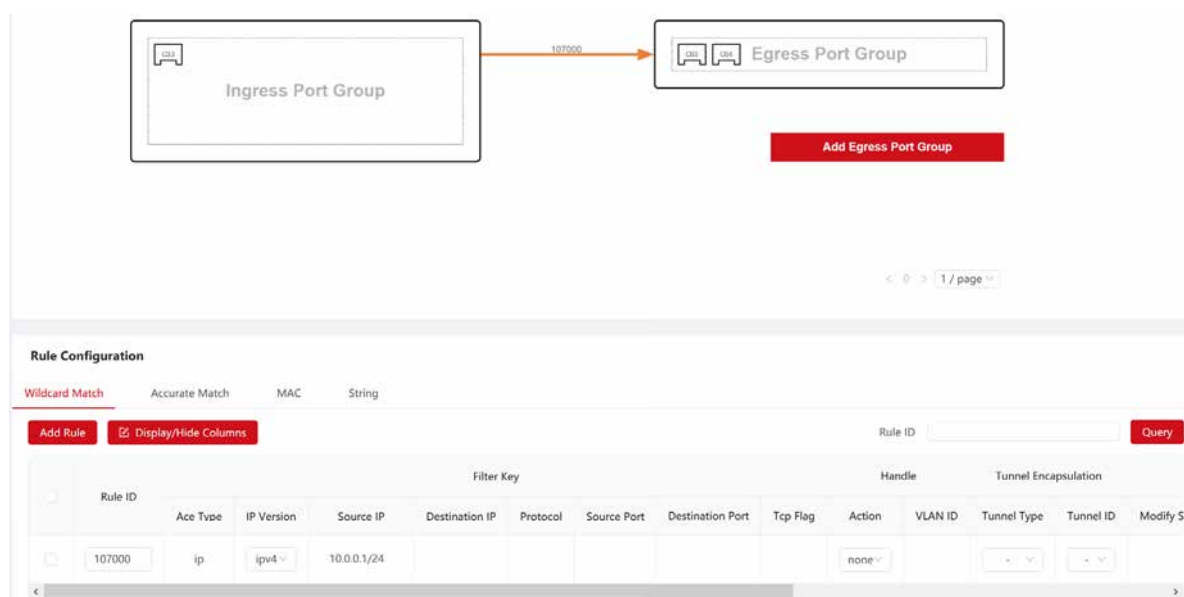 107000
Egress Port Group
Ingress Port Group
Add Egress Port Group
< 0 > 1 / page
Rule Configuration
Wildcard Match Accurate Match MAC String
Add Rule Display/Hide Columns Rule ID Query
Rule ID Filter Key Handle Tunnel Encapsulation
Ace Type IP Version Source IP Destination IP Protocol Source Port Destination Port Tcp Flag Action VLAN ID Tunnel Type Tunnel ID Modify S
107000 ip ipv4 10.0.0.1/24 none - -